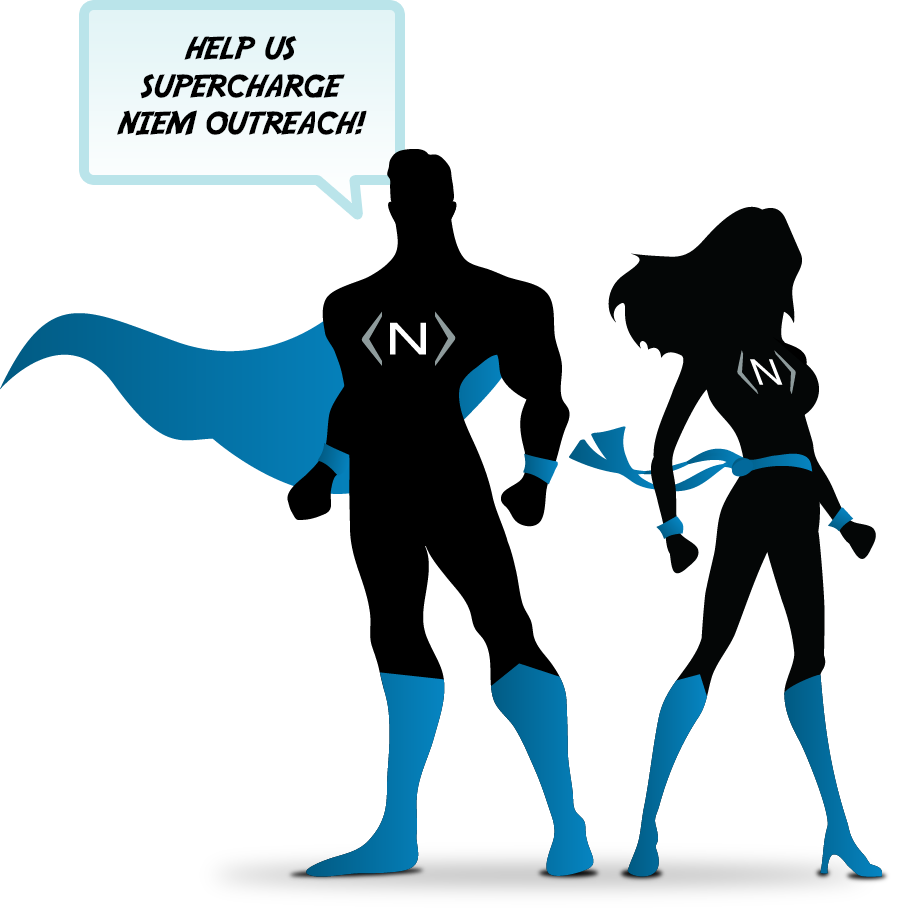 HELP US
SUPERCHARGE
NIEM OUTREACH!
〈N〉
〈N〉